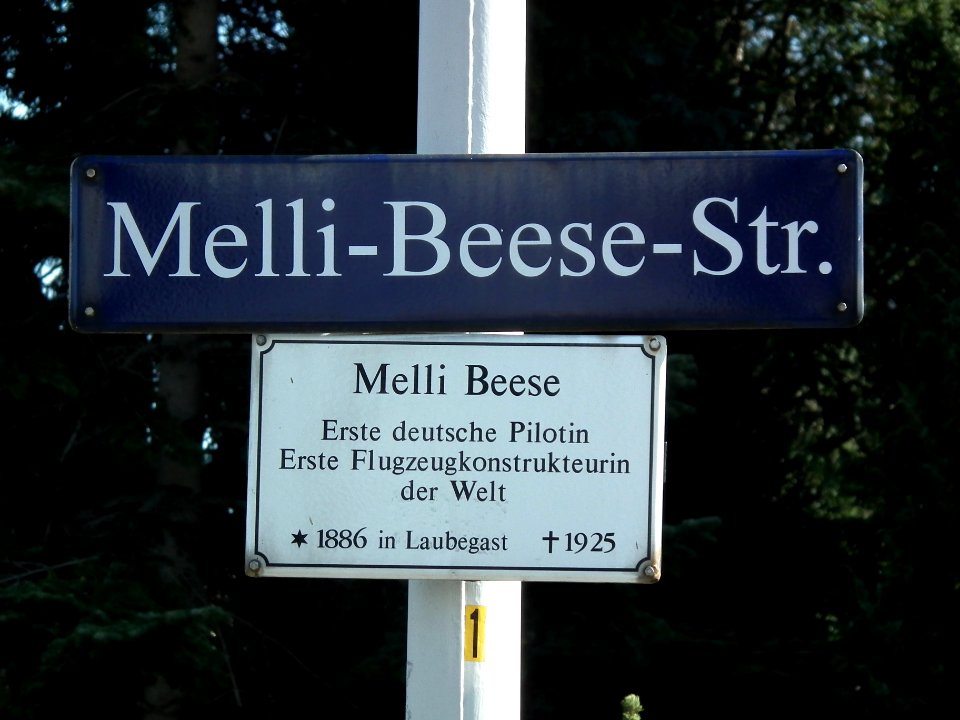 Melli-Beese-Str.
Melli Beese
Erste deutsche Pilotin
Erste Flugzeugkonstrukteurin
der Welt
✶ 1886 in Laubegast ✝ 1925
1